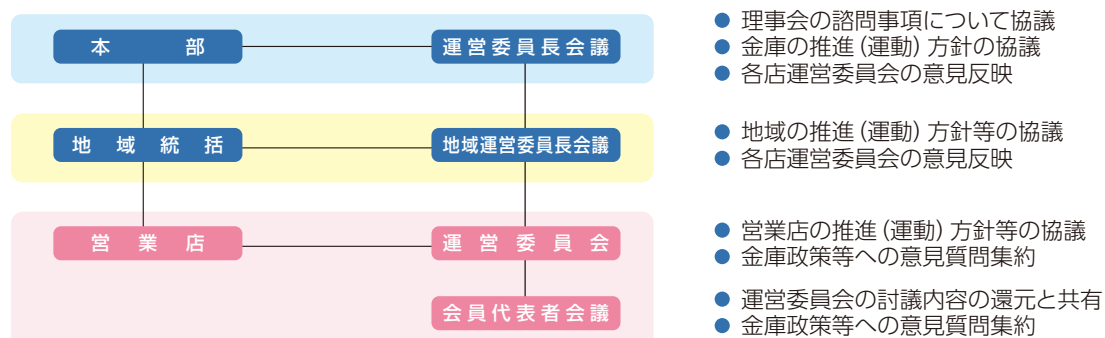 本部 運営委員長会議
● 理事会の諮問事項について協議
● 金庫の推進(運動)方針の協議
● 各店運営委員会の意見反映
地域統括 地域運営委員長会議
● 地域の推進(運動)方針等の協議
● 各店運営委員会の意見反映
営業店 運営委員会
● 営業店の推進(運動)方針等の協議
● 金庫政策等への意見質問集約
会員代表者会議
● 運営委員会の討議内容の還元と共有
● 金庫政策等への意見質問集約